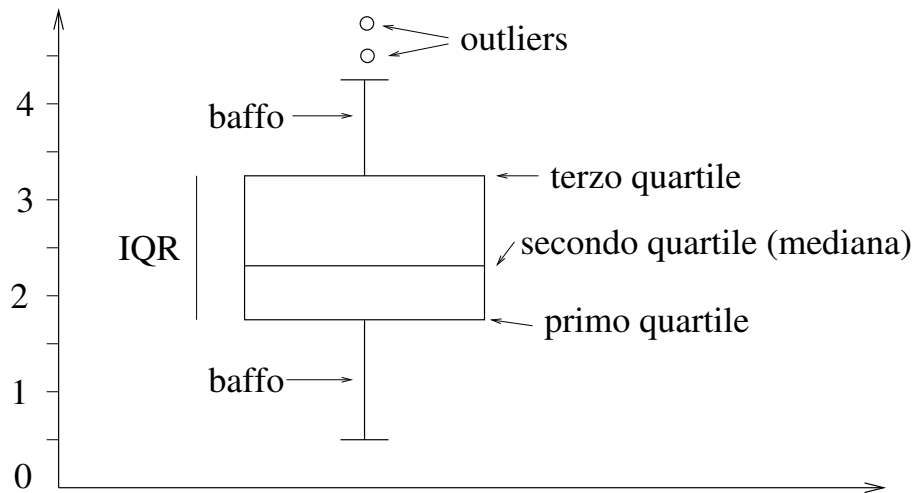 outliers
4
baffo
3
terzo quartile
IQR
secondo quartile (mediana)
2
primo quartile
1
baffo
0